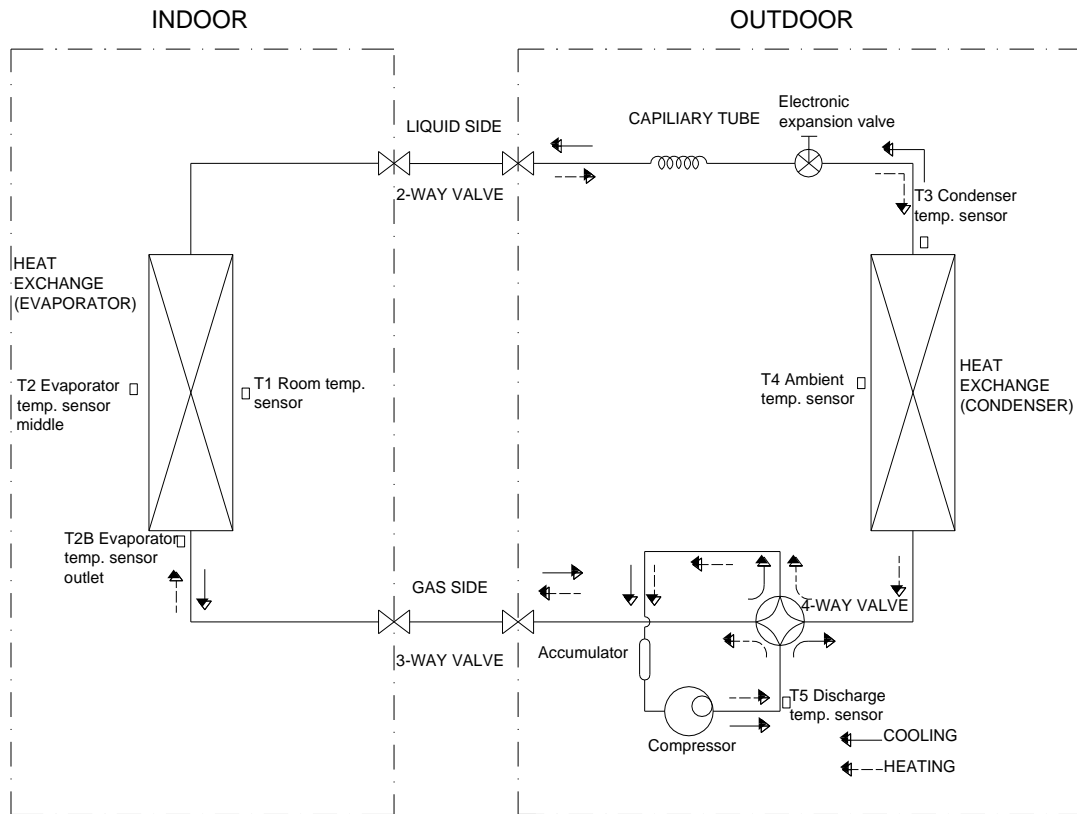 INDOOR
OUTDOOR
LIQUID SIDE
2-WAY VALVE
CAPILIARY TUBE
Electronic
expansion valve
T3 Condenser
temp. sensor
HEAT
EXCHANGE
(EVAPORATOR)
T2 Evaporator
temp. sensor
middle
T1 Room temp.
sensor
T4 Ambient
temp. sensor
HEAT
EXCHANGE
(CONDENSER)
T2B Evaporator
temp. sensor
outlet
GAS SIDE
3-WAY VALVE
4-WAY VALVE
Accumulator
Compressor
T5 Discharge
temp. sensor
COOLING
HEATING